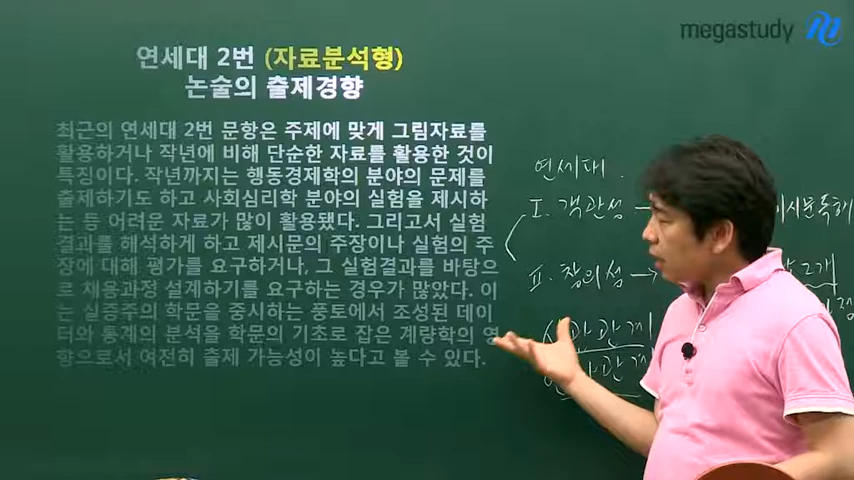 megastudy
연세대 2번 (자료분석형)
논술의 출제경향
최근의 연세대 2번 문항은 주제에 맞게 그림자료를
활용하거나 작년에 비해 단순한 자료를 활용한 것이
특징이다. 작년까지는 행동경제학의 분야의 문제를
출제하기도 하고 사회심리학 분야의 실험을 제시하
는 등 어려운 자료가 많이 활용됐다. 그리고서 실험
결과를 해석하게 하고 제시문의 주장이나 실험의 주
장에 대해 평가를 요구하거나, 그 실험결과를 바탕으
로 채용과정 설계하기를 요구하는 경우가 많았다. 이
는 실증주의 학문을 중시하는 풍토에서 조성된 데이
터와 통계의 분석을 학문의 기초로 잡은 계량학의 영
향으로서 여전히 출제 가능성이 높다고 볼 수 있다.
연세대.
I. 객관성 — 제시문독해
II. 창의성 → 2개
상관관계
관계